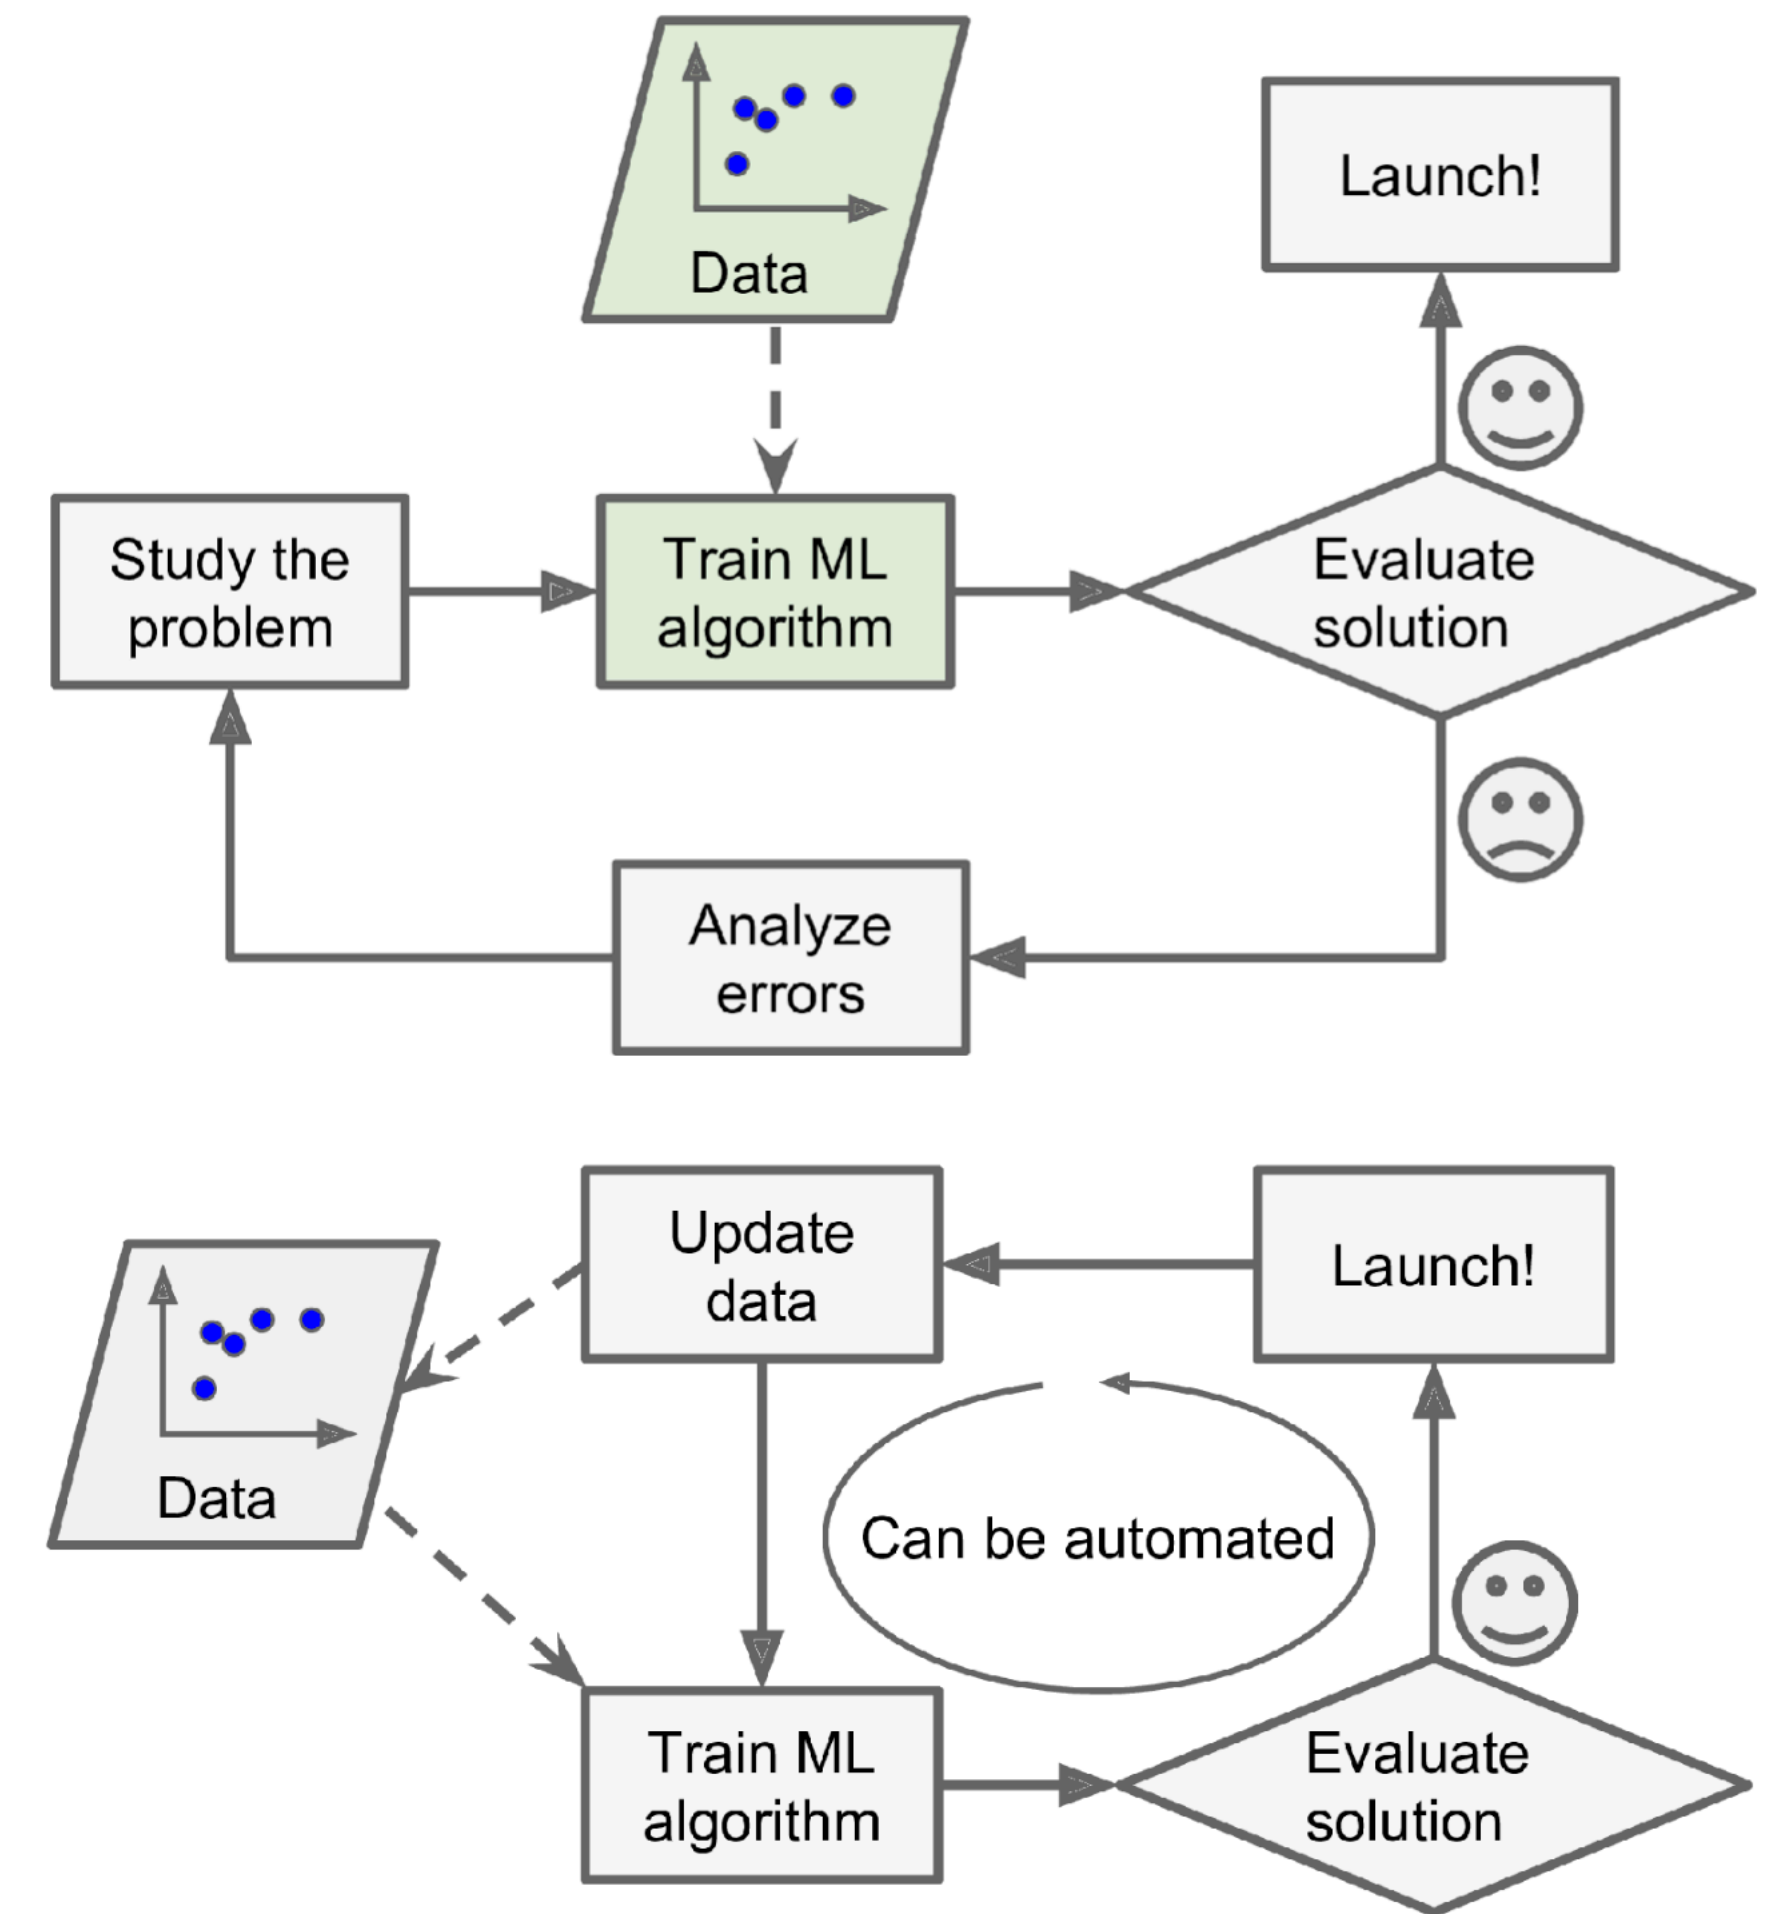 Data
Launch!
Study the
problem
Train ML
algorithm
Evaluate
solution
Analyze
errors
Update
data
Launch!
Data
Can be automated
Train ML
algorithm
Evaluate
solution